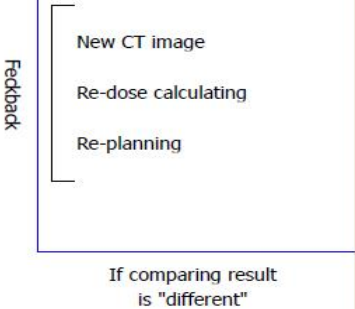 Feckback
New CT image
Re-dose calculating
Re-planning
If comparing result
is "different"